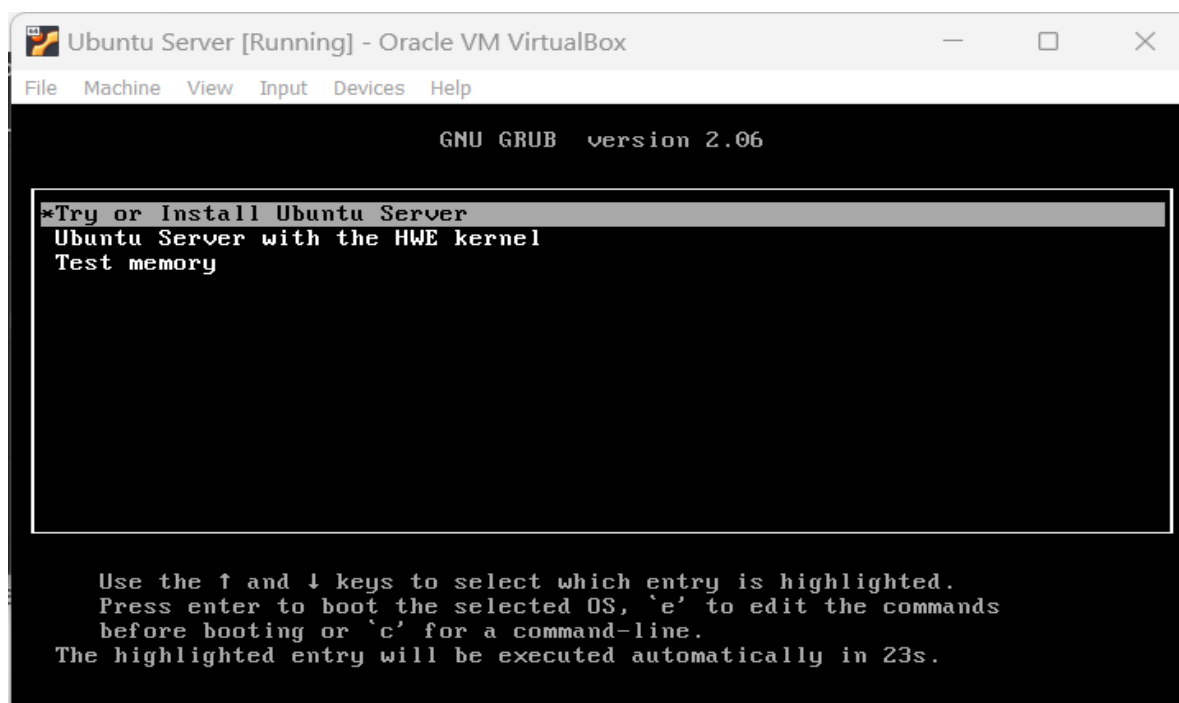 Ubuntu Server [Running] - Oracle VM VirtualBox
File Machine View Input Devices Help
GNU GRUB version 2.06
*Try or Install Ubuntu Server
Ubuntu Server with the HWE kernel
Test memory
Use the ↑ and ↓ keys to select which entry is highlighted.
Press enter to boot the selected OS, `e' to edit the commands
before booting or `c' for a command-line.
The highlighted entry will be executed automatically in 23s.